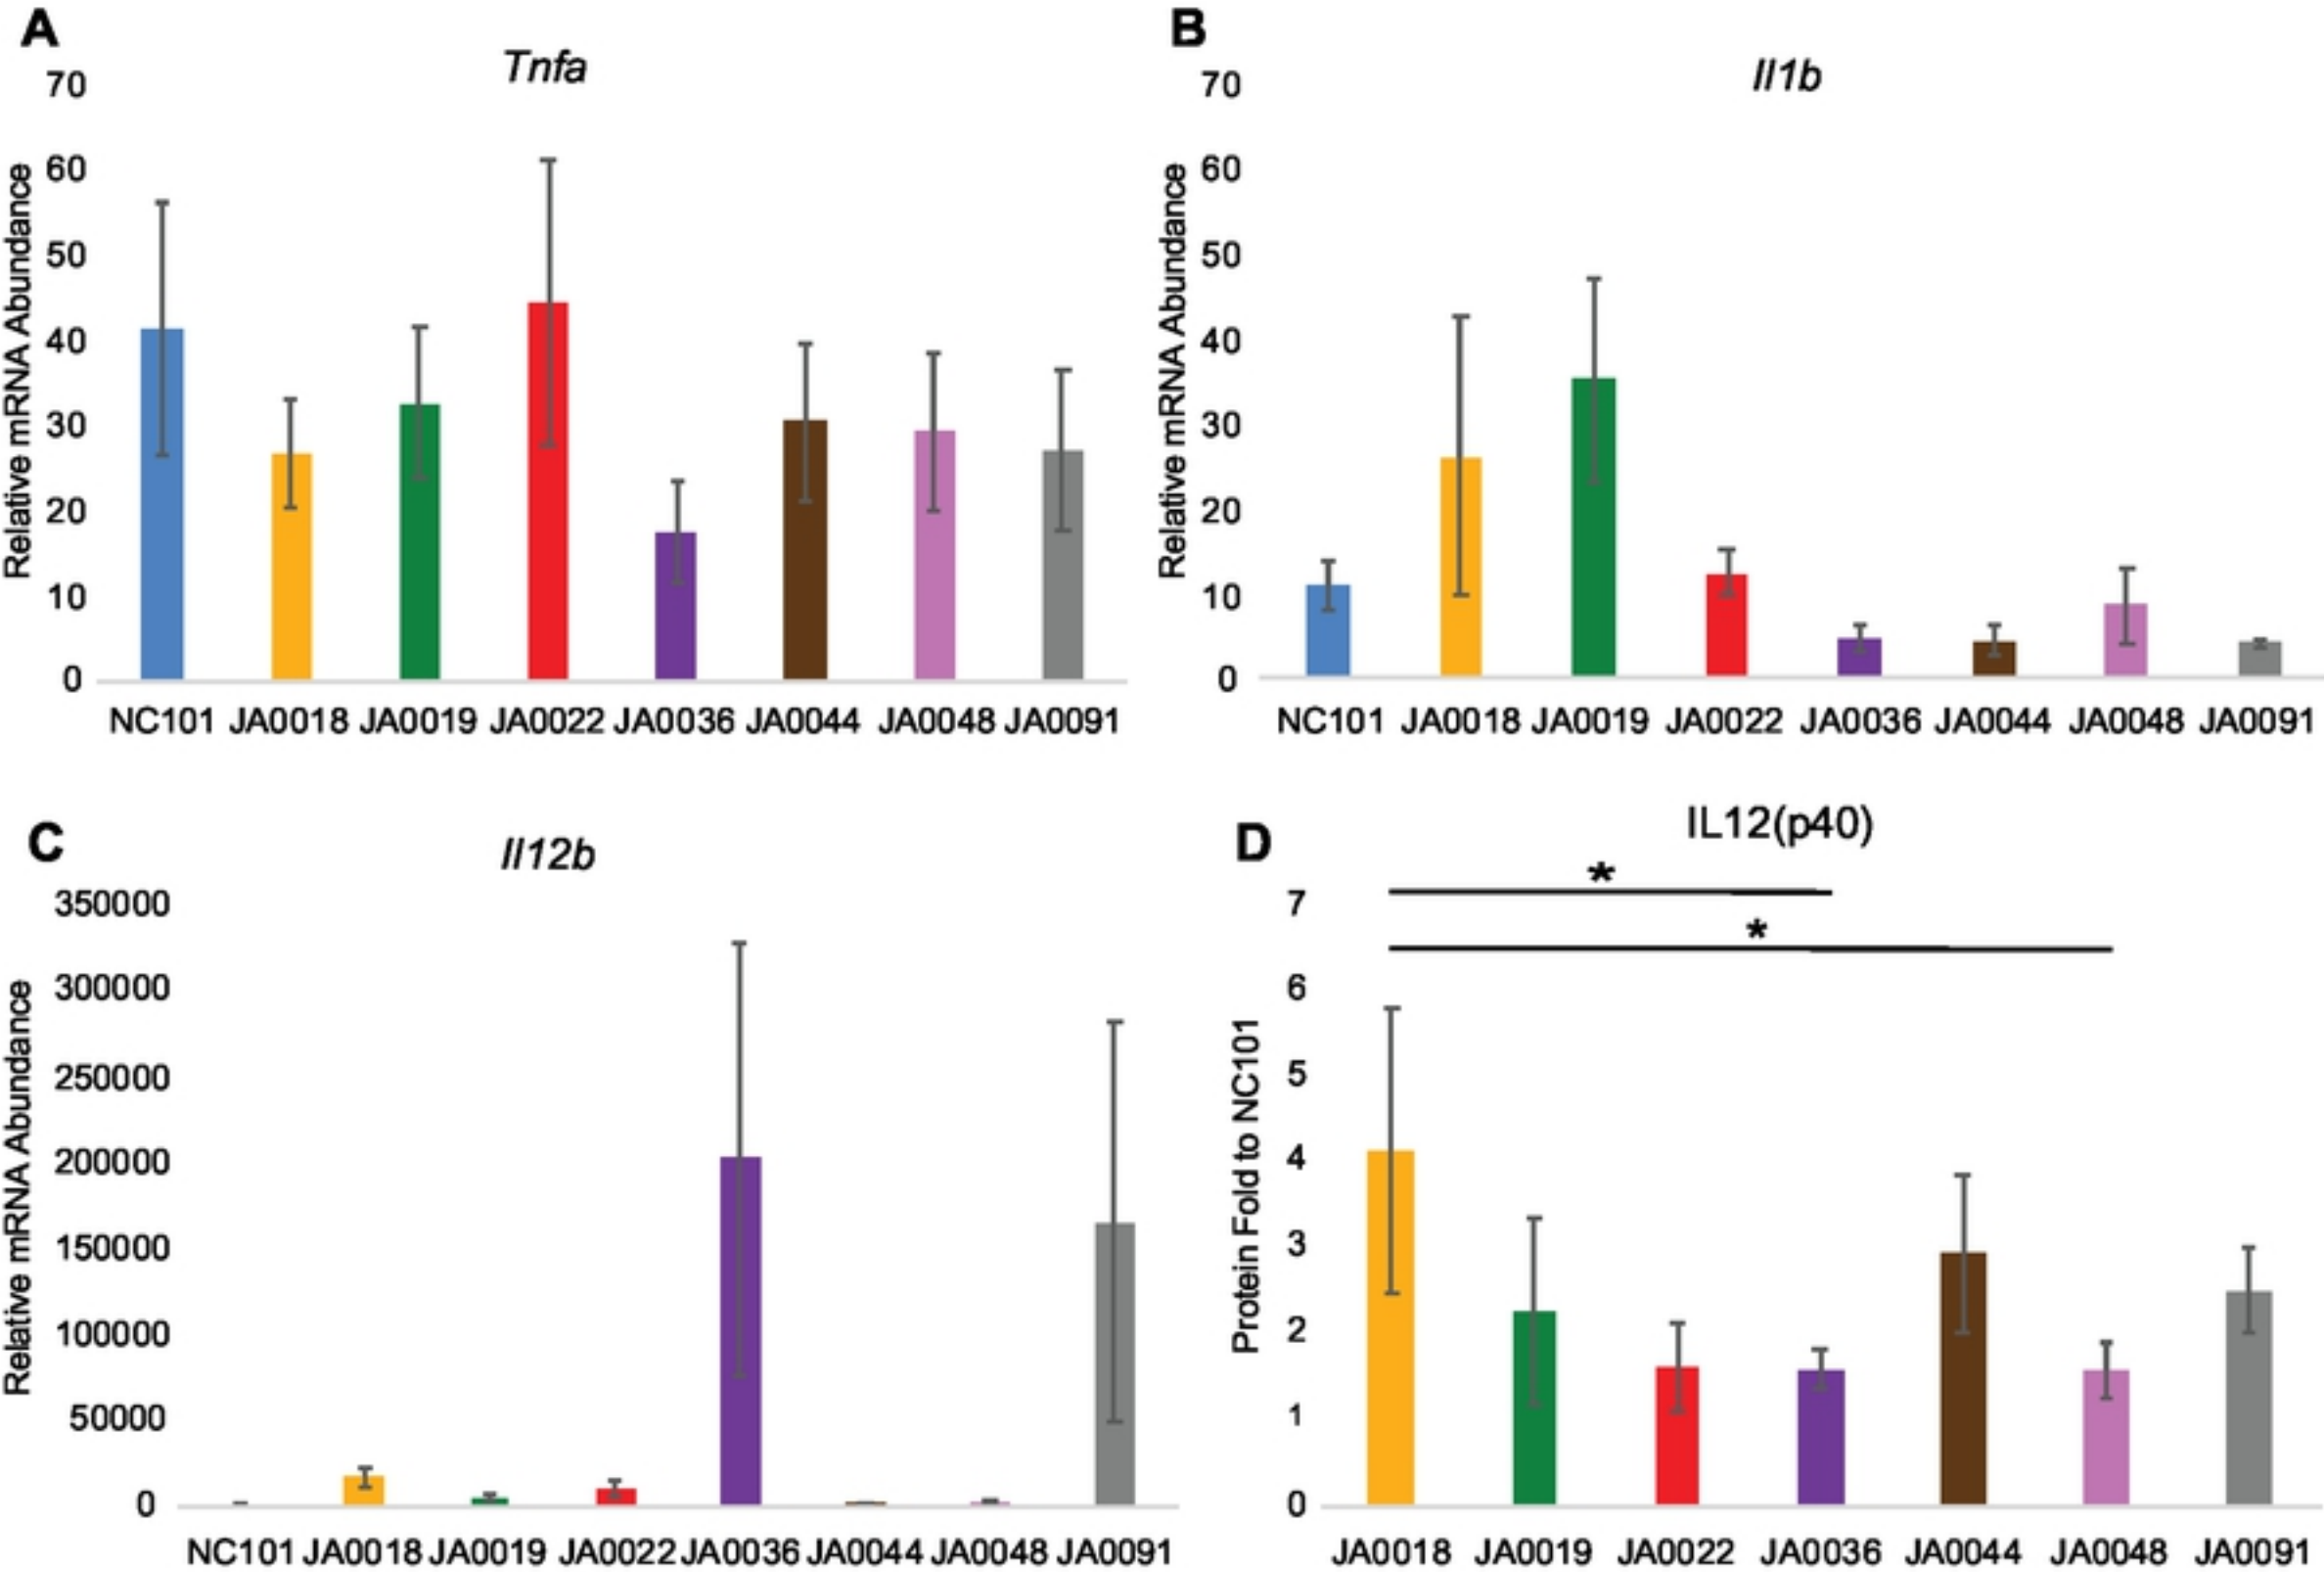 A
Tnfa
Relative mRNA Abundance
70
60
50
40
30
20
10
0
NC101 JA0018 JA0019 JA0022 JA0036 JA0044 JA0048 JA0091
B
Il1b
Relative mRNA Abundance
70
60
50
40
30
20
10
0
NC101 JA0018 JA0019 JA0022 JA0036 JA0044 JA0048 JA0091
C
Il12b
Relative mRNA Abundance
350000
300000
250000
200000
150000
100000
50000
0
NC101 JA0018 JA0019 JA0022 JA0036 JA0044 JA0048 JA0091
D
IL12(p40)
*
*
Protein Fold to NC101
7
6
5
4
3
2
1
0
JA0018 JA0019 JA0022 JA0036 JA0044 JA0048 JA0091